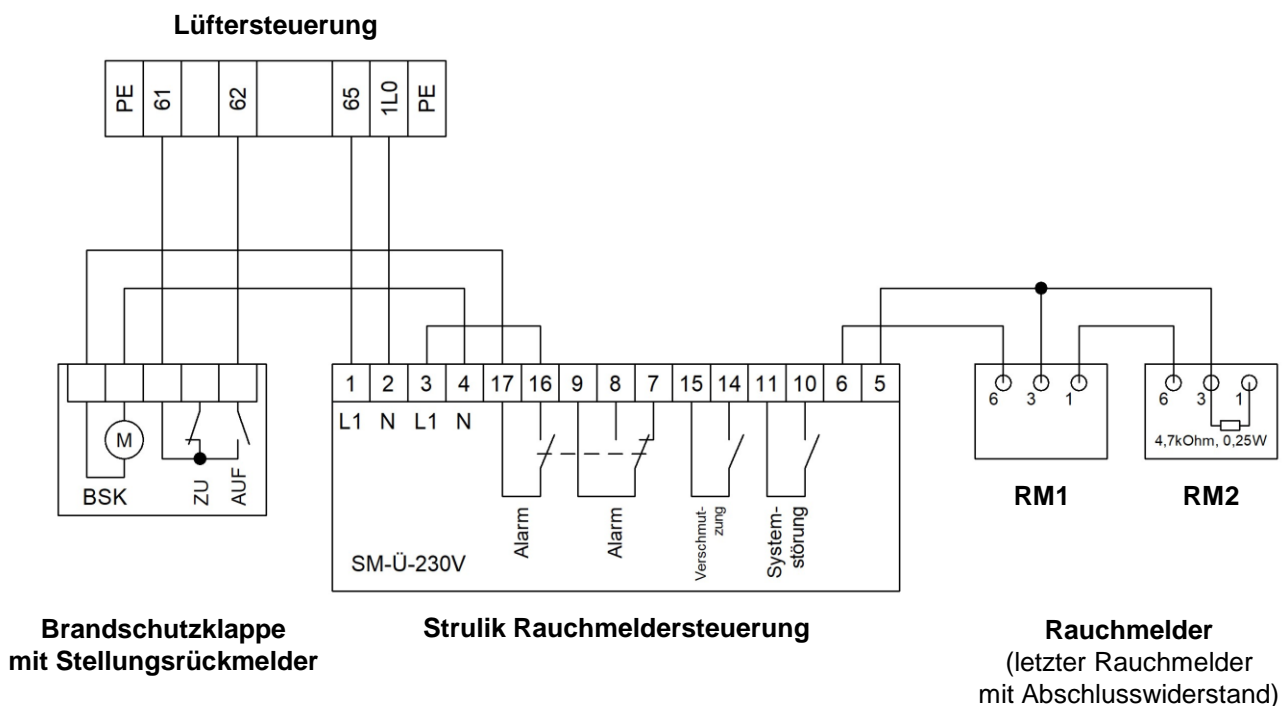 Lüftersteuerung
PE 61 62 65 1L0 PE
1 2 3 4 17 16 9 8 7 15 14 11 10 6 5
L1 N L1 N
M
BSK ZU AUF
Alarm
Alarm
Verschmut-
zung
System-
störung
SM-Ü-230V
6 3 1
6 3 1
4,7kOhm, 0,25W
RM1
RM2
Brandschutzklappe
mit Stellungsrückmelder
Strulik Rauchmeldersteuerung
Rauchmelder
(letzter Rauchmelder
mit Abschlusswiderstand)